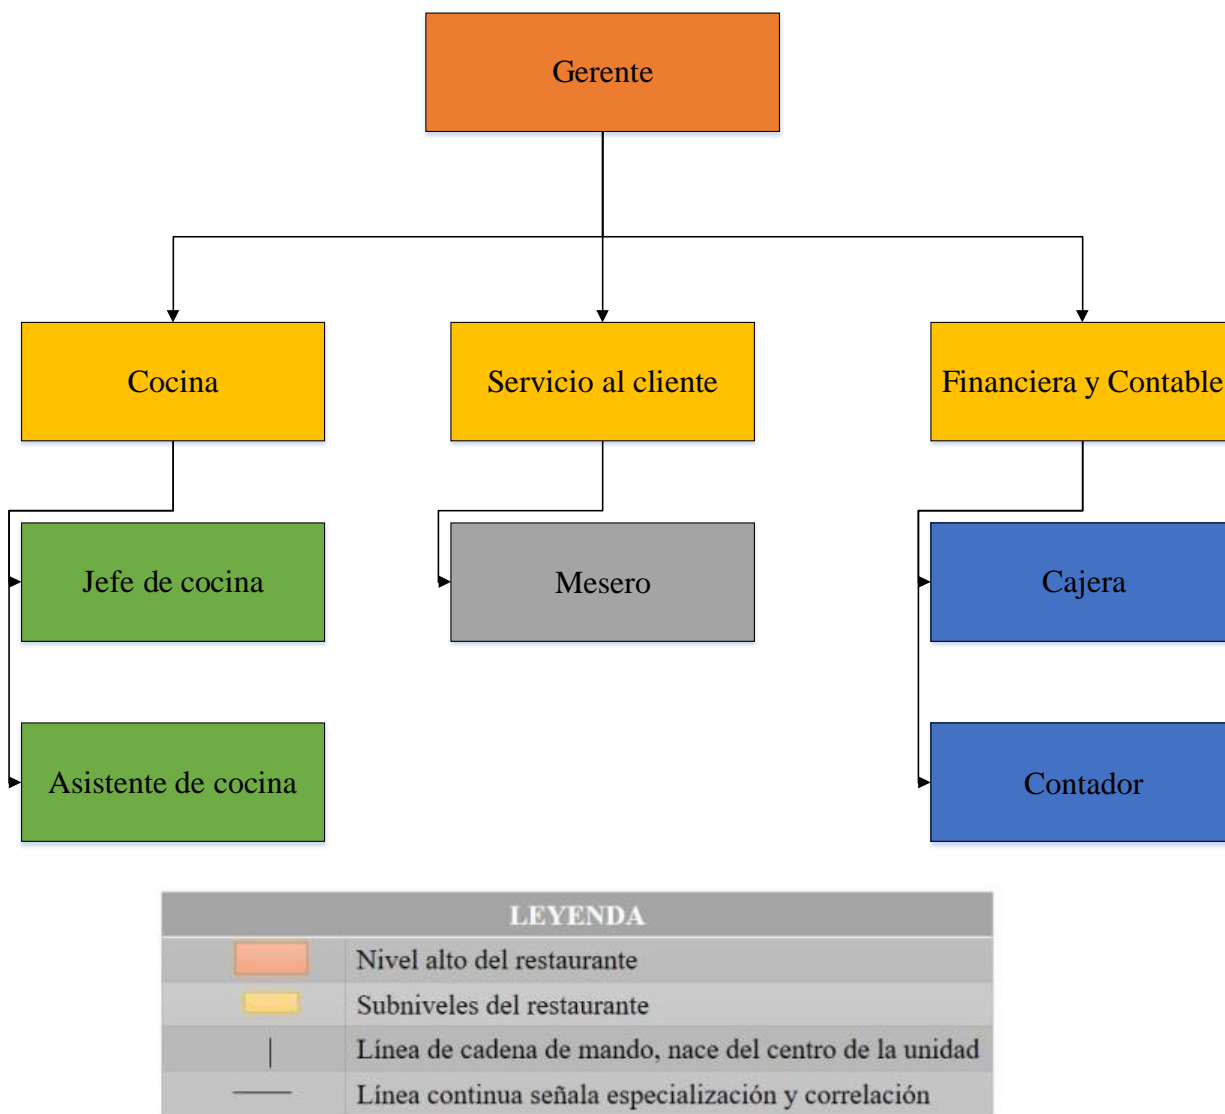 Gerente
Cocina
Servicio al cliente
Financiera y Contable
Jefe de cocina
Mesero
Cajera
Asistente de cocina
Contador
LEYENDA
Nivel alto del restaurante
Subniveles del restaurante
Línea de cadena de mando, nace del centro de la unidad
Línea continua señala especialización y correlación